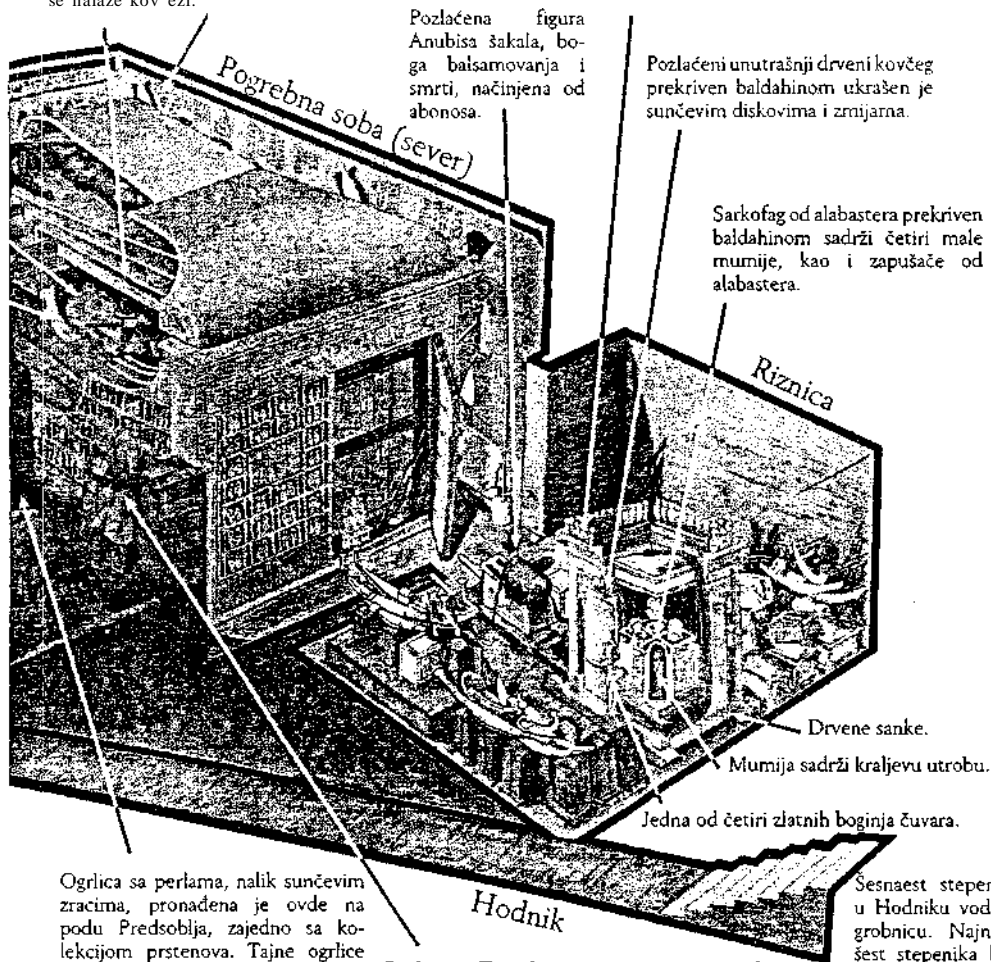 se nalaze kov ezi.
Pozlaćena figura
Anubisa šakala, bo-
ga balsamovanja i
smrti, načinjena od
abonosa.
Pozlaćeni unutrašnji drveni kovčeg
prekriven baldahinom ukrašen je
sunčevim diskovima i zmijama.
Pogrebna soba (sever)
Sarkofag od alabastera prekriven
baldahinom sadrži četiri male
mumije, kao i zapušače od
alabastera.
Riznica
Drvene sanke.
Mumija sadrži kraljevu utrobu.
Jedna od četiri zlatnih boginja čuvara.
Hodnik
Ogrlica sa perlama, nalik sunčevim
zracima, pronađena je ovde na
podu Predsoblja, zajedno sa ko-
lekcijom prstenova. Tajne ogrlice
Šesnaest stepen
u Hodniku vod
grobnicu. Najn
šest stepenika